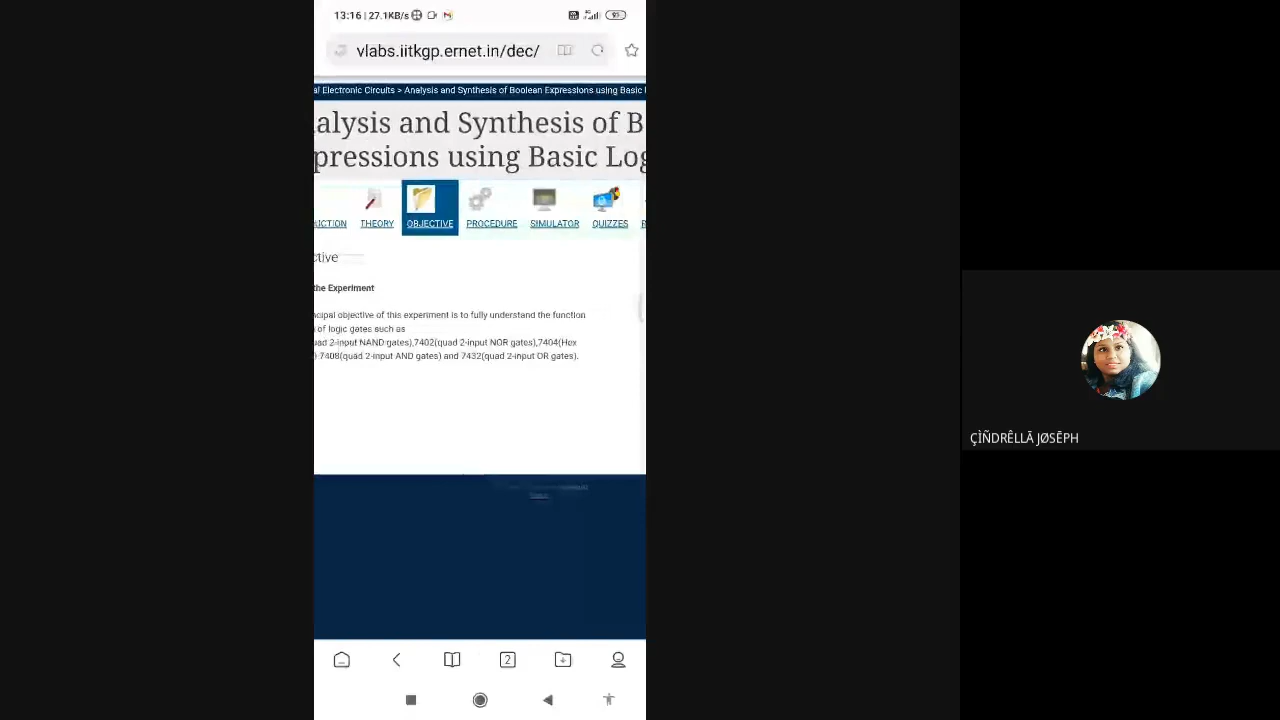 13:16 | 27.1KB/s
vlabs.iitkgp.ernet.in/dec/
al Electronic Circuits > Analysis and Synthesis of Boolean Expressions using Basic
alysis and Synthesis of B
pressions using Basic Log
UCTION THEORY OBJECTIVE PROCEDURE SIMULATOR QUIZZES
ctive
the Experiment
ncipal objective of this experiment is to fully understand the function
of logic gates such as
uad 2-input NAND gates),7402(quad 2-input NOR gates),7404(Hex
7408(quad 2-input AND gates) and 7432(quad 2-input OR gates).
2
ÇÌÑDRÊLLĀ JØSĒPH